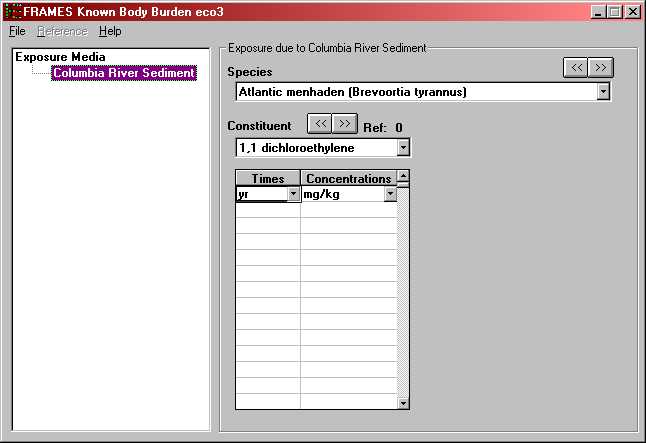 FRAMES Known Body Burden eco3
File Reference Help
Exposure Media
Columbia River Sediment
Exposure due to Columbia River Sediment
<< >>
Species
Atlantic menhaden (Brevoortia tyrannus)
Constituent << >> Ref: 0
1,1 dichloroethylene
Times Concentrations
yr mg/kg